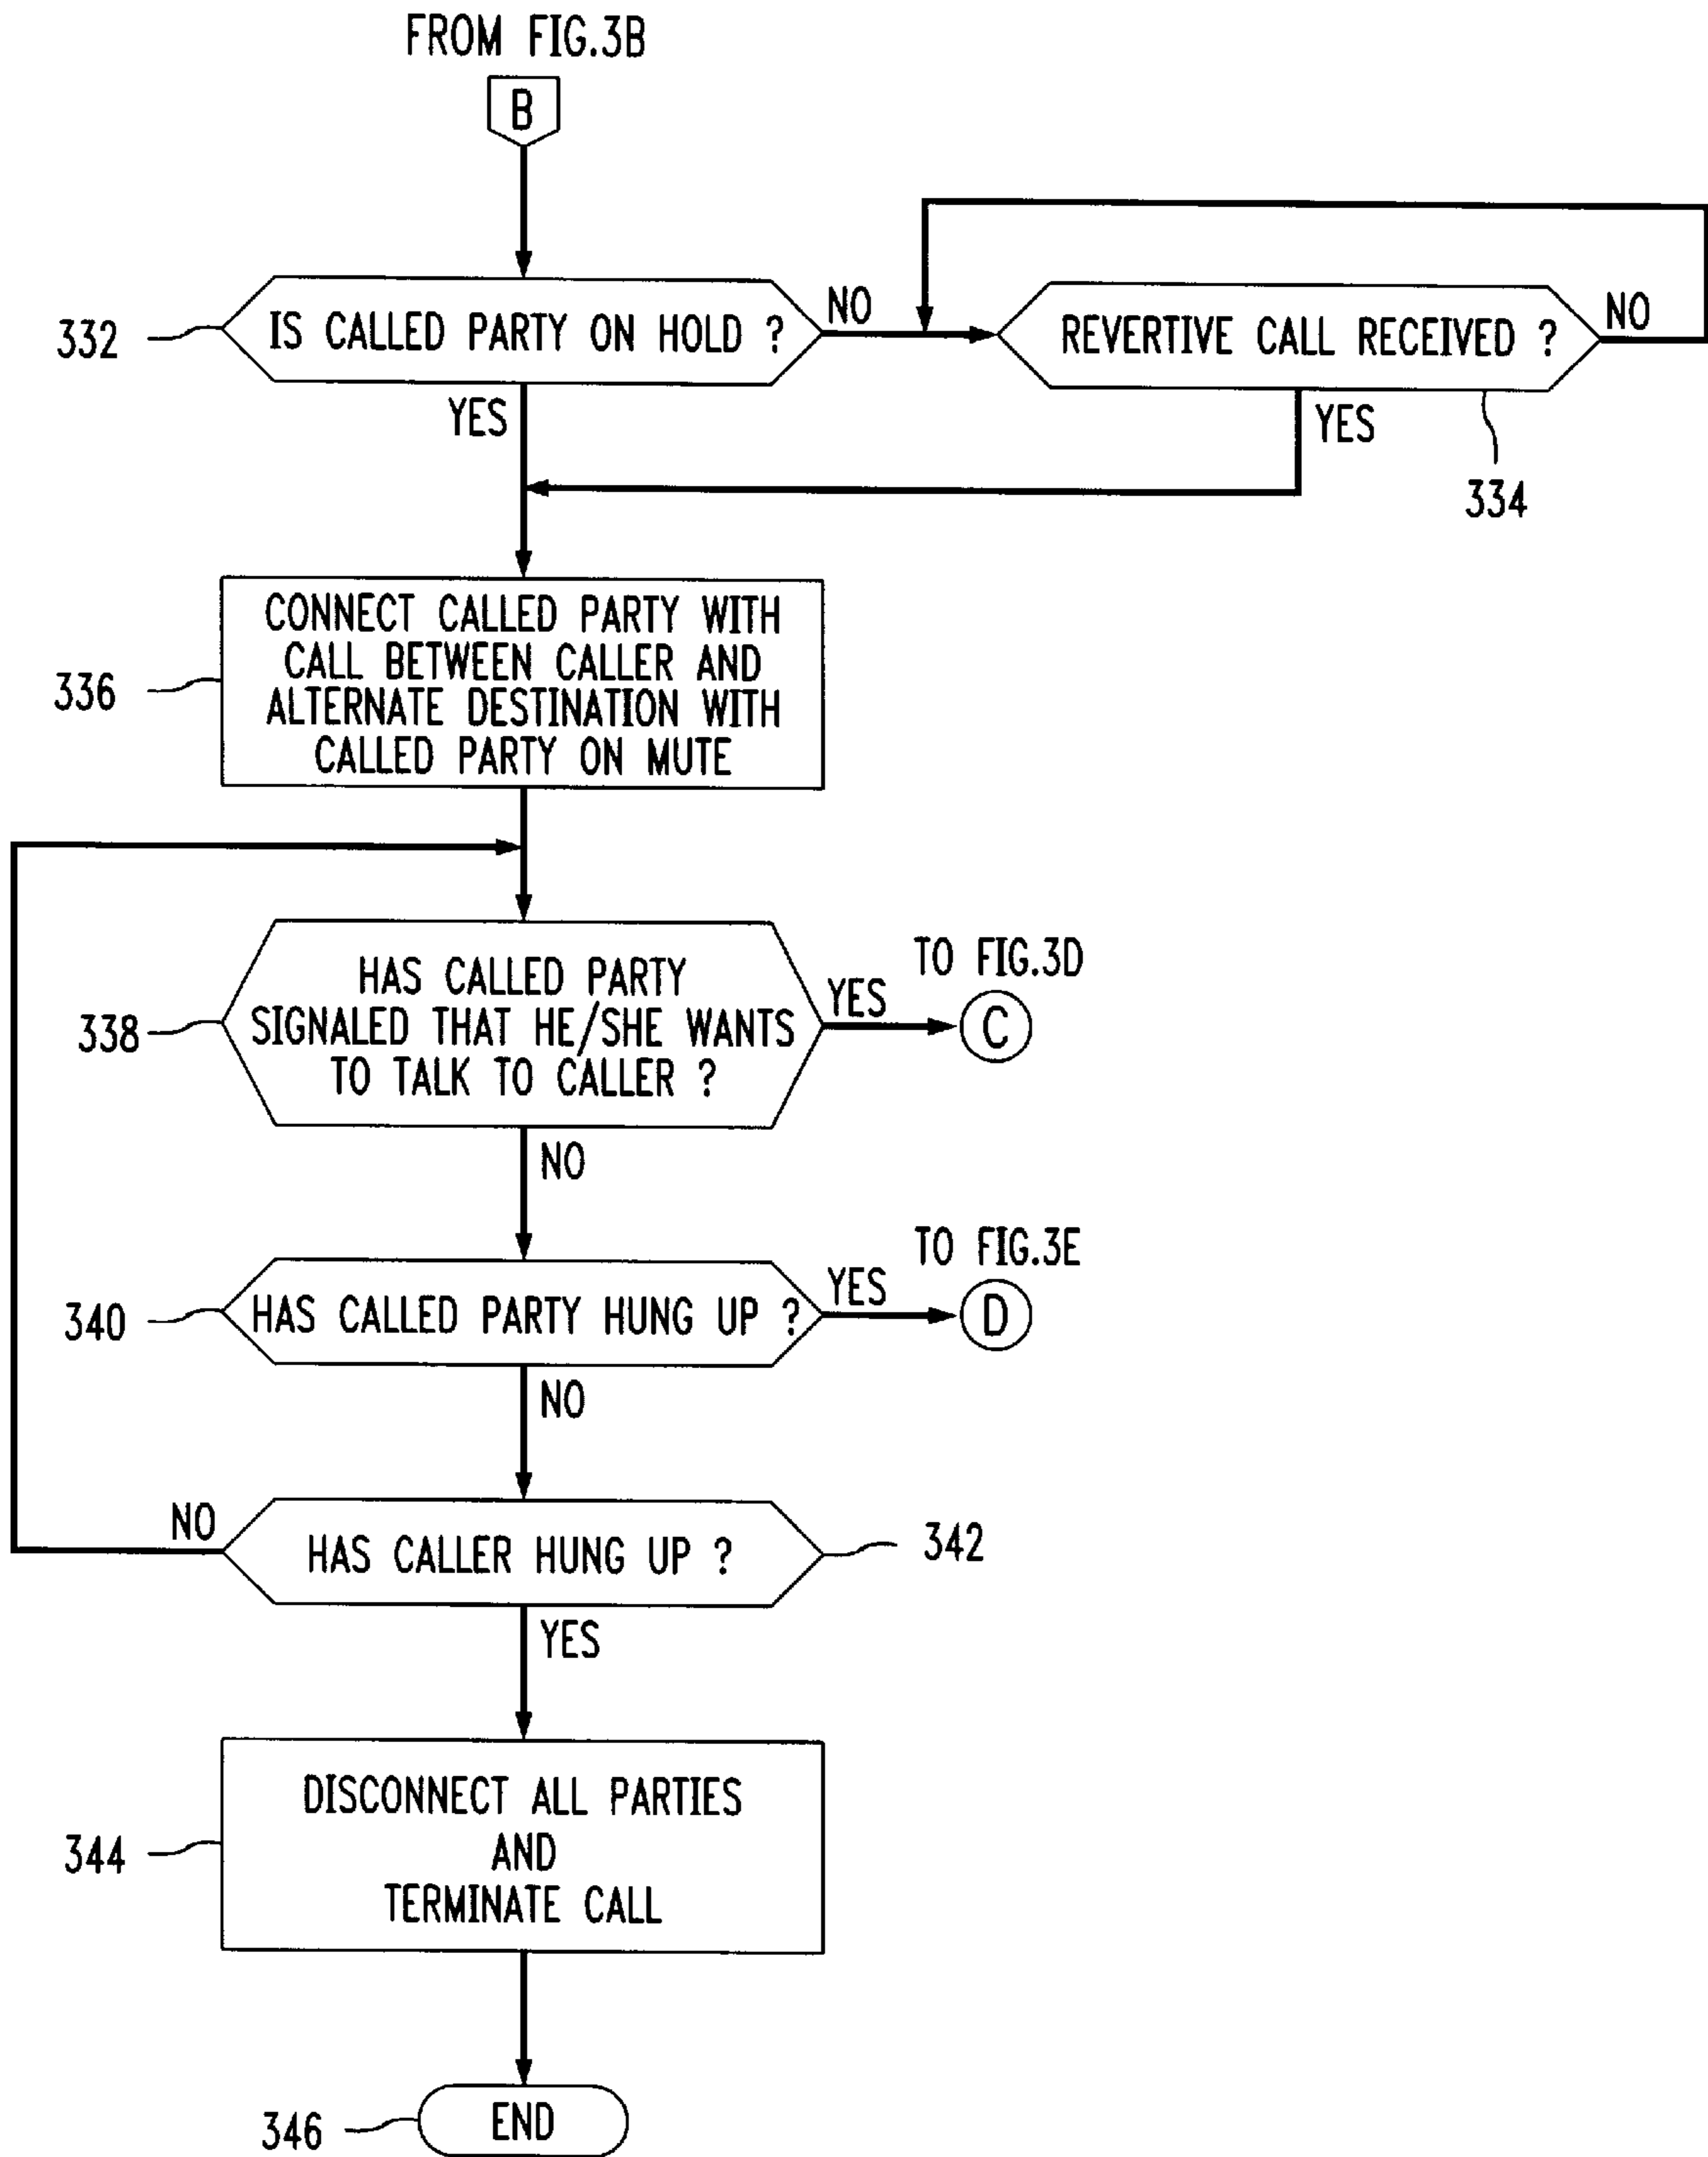 FROM FIG.3B
B
332
IS CALLED PARTY ON HOLD ?
NO
REVERTIVE CALL RECEIVED ?
NO
YES
YES
334
336
CONNECT CALLED PARTY WITH
CALL BETWEEN CALLER AND
ALTERNATE DESTINATION WITH
CALLED PARTY ON MUTE
338
HAS CALLED PARTY
SIGNALED THAT HE/SHE WANTS
TO TALK TO CALLER ?
YES
TO FIG.3D
C
NO
340
HAS CALLED PARTY HUNG UP ?
YES
TO FIG.3E
D
NO
NO
HAS CALLER HUNG UP ?
342
YES
344
DISCONNECT ALL PARTIES
AND
TERMINATE CALL
346
END